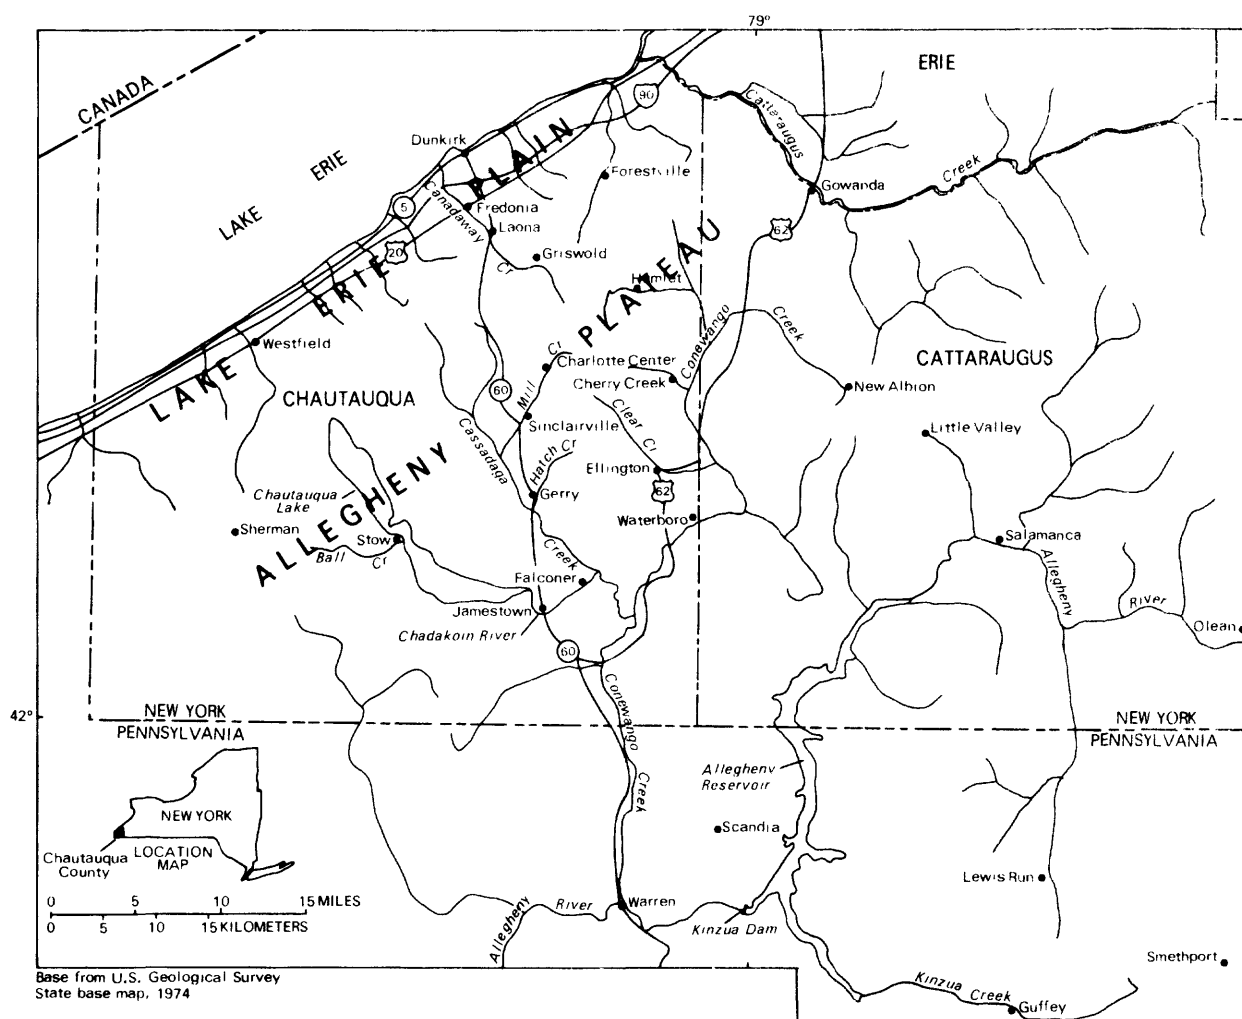 79°
ERIE
CANADA
90
Cattaraugus
Dunkirk
PLAIN
ERIE
Forestville
Creek
Gowanda
Canadaway
5
Fredonia
LAKE
Laona
62
20
Griswold
Cr
PLATEAU
Hamlet
ERIE
Conewango
Creek
Westfield
Cr
Charlotte Center
CATTARAUGUS
LAKE
Cherry Creek
New Albion
60
Mill
CHAUTAUQUA
Clear
Sinclairville
Little Valley
Cassadaga
Cr
Hatch Cr
Ellington
ALLEGHENY
62
Chautauqua
Lake
Gerry
Waterboro
Sherman
Stow
Salamanca
Ball
Cr
Creek
Allegheny
Falconer
River
Jamestown
Chadakoin River
Olean
60
42°
Conewango
NEW YORK
PENNSYLVANIA
NEW YORK
PENNSYLVANIA
Allegheny
Reservoir
Creek
NEW YORK
Scandia
LOCATION
MAP
Chautauqua
County
Lewis Run
0 5 10 15 MILES
0 5 10 15 KILOMETERS
River
Warren
Allegheny
Kinzua Dam
Smethport
Base from U.S. Geological Survey
State base map, 1974
Kinzua
Creek
Guffey